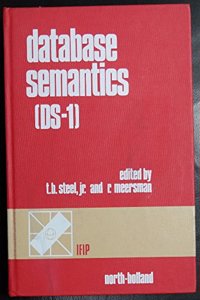 database
semantics
(DS-1)
edited by
t.b. steel, jr. and r. meersman
IFIP
north-holland